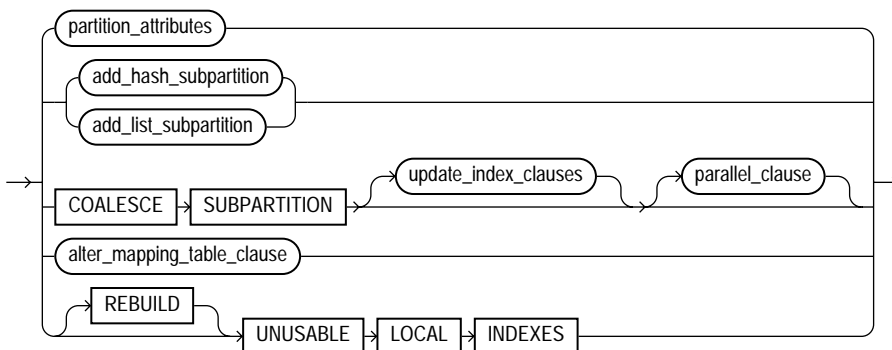 partition_attributes
add_hash_subpartition
add_list_subpartition
update_index_clauses parallel_clause
COALESCE SUBPARTITION
alter_mapping_table_clause
REBUILD
UNUSABLE LOCAL INDEXES